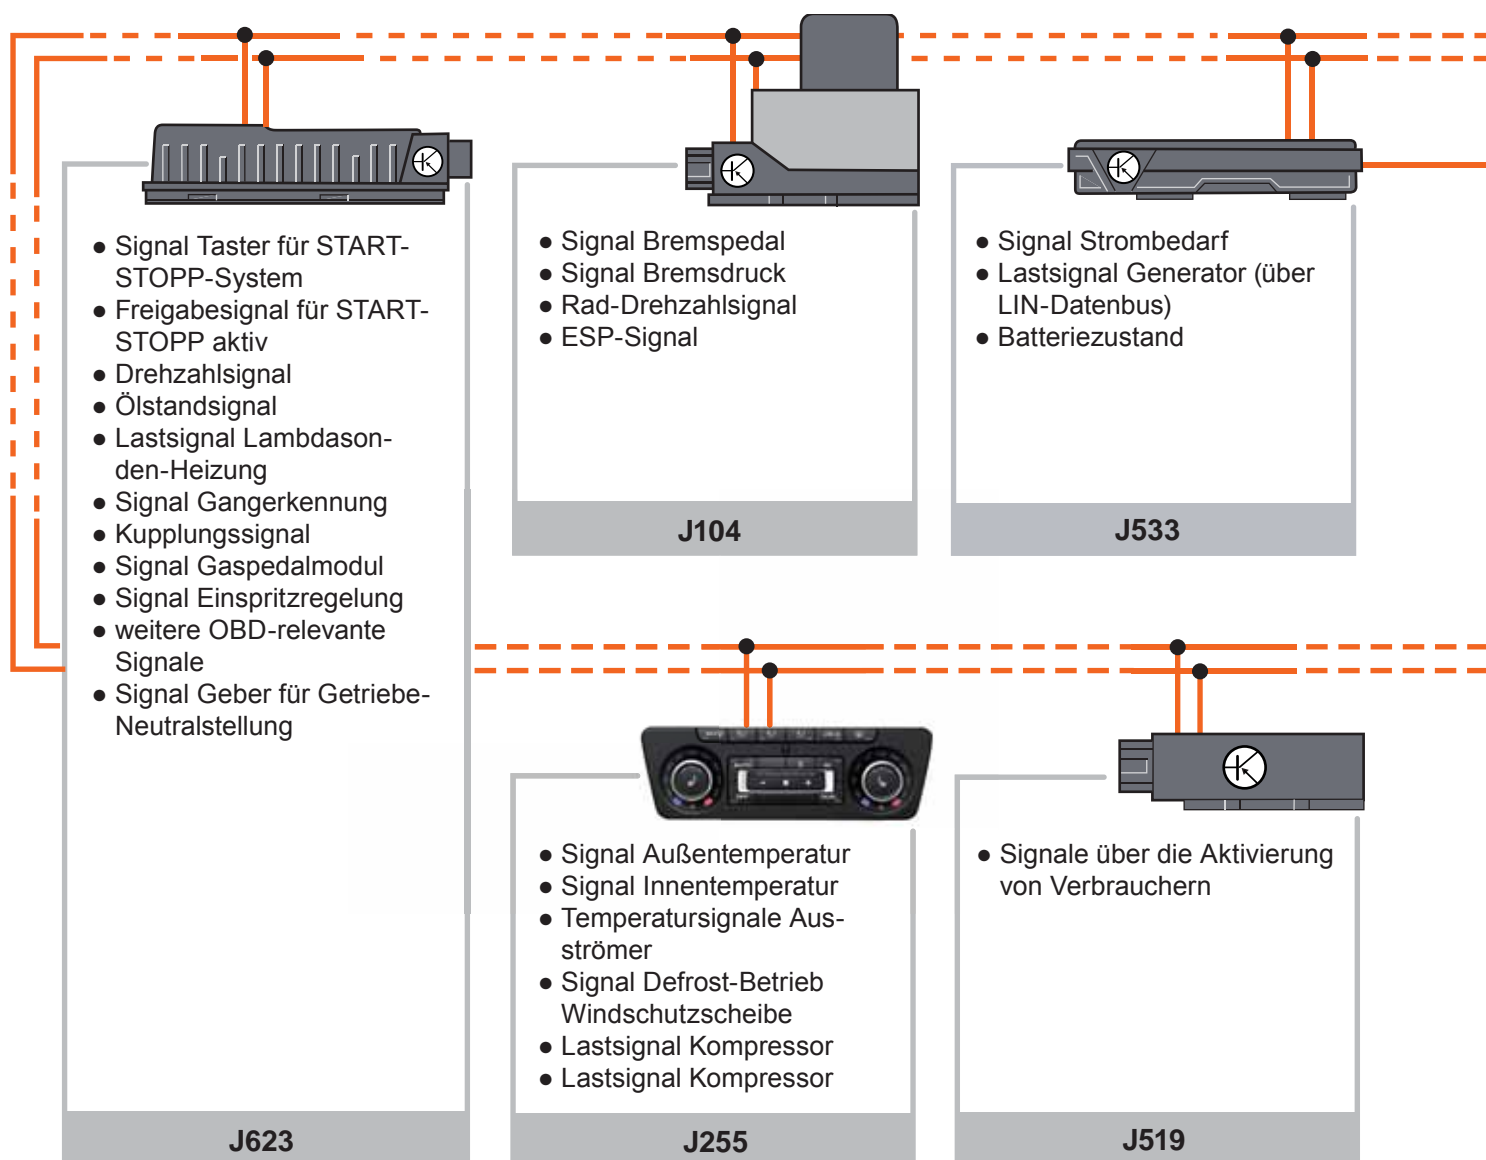 ● Signal Taster für START-
STOPP-System
● Freigabesignal für START-
STOPP aktiv
● Drehzahlsignal
● Ölstandsignal
● Lastsignal Lambdason-
den-Heizung
● Signal Gangerkennung
● Kupplungssignal
● Signal Gaspedalmodul
● Signal Einspritzregelung
● weitere OBD-relevante
Signale
● Signal Geber für Getriebe-
Neutralstellung
J623
● Signal Bremspedal
● Signal Bremsdruck
● Rad-Drehzahlsignal
● ESP-Signal
J104
● Signal Strombedarf
● Lastsignal Generator (über
LIN-Datenbus)
● Batteriezustand
J533
● Signal Außentemperatur
● Signal Innentemperatur
● Temperatursignale Aus-
strömer
● Signal Defrost-Betrieb
Windschutzscheibe
● Lastsignal Kompressor
● Lastsignal Kompressor
J255
● Signale über die Aktivierung
von Verbrauchern
J519